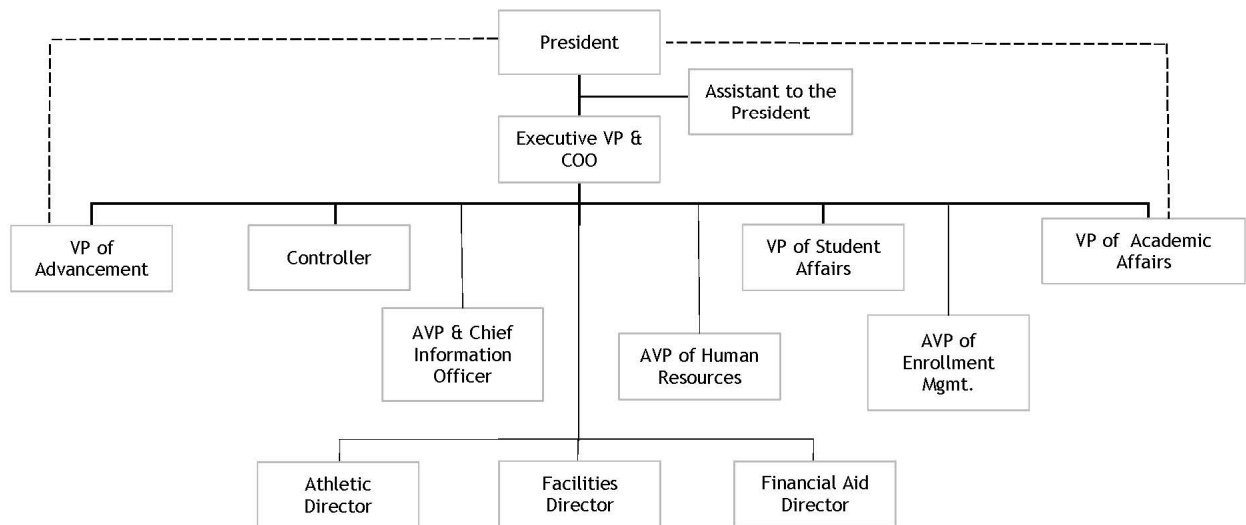 President
Assistant to the
President
Executive VP &
COO
VP of
Advancement
Controller
VP of Student
Affairs
VP of Academic
Affairs
AVP & Chief
Information
Officer
AVP of Human
Resources
AVP of
Enrollment
Mgmt.
Athletic
Director
Facilities
Director
Financial Aid
Director